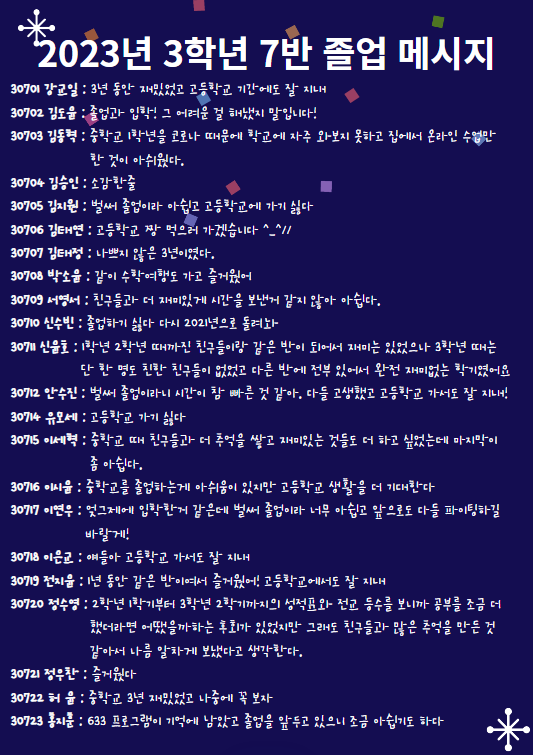 2023년 3학년 7반 졸업 메시지
30701 강교일 : 3년 동안 재밌었고 고등학교 기간에도 잘 지내
30702 김도윤 : 졸업과 입학! 그 어려운 걸 해냈지 말입니다!
30703 김동혁 : 중학교 1학년을 코로나 때문에 학교에 자주 와보지 못하고 집에서 온라인 수업만
한 것이 아쉬웠다.
30704 김승인 : 소감한줄
30705 김지원 : 벌써 졸업이라 아쉽고 고등학교에 가기 싫다
30706 김태연 : 고등학교 짱 먹으러 가겠습니다 ^_^//
30707 김태정 : 나쁘지 않은 3년이였다.
30708 박소율 : 같이 수학여행도 가고 즐거웠어
30709 서영서 : 친구들과 더 재미있게 시간을 보낸거 같지 않아 아쉽다.
30710 신수빈 : 졸업하기 싫다 다시 2021년으로 돌려놔
30711 신율호 : 1학년 2학년 때까진 친구들이랑 같은 반이 되어서 재미는 있었으나 3학년 때는
단 한 명도 친한 친구들이 없었고 다른 반에 전부 있어서 완전 재미없는 학기였어요
30712 안수진 : 벌써 졸업이라니 시간이 참 빠른 것 같아. 다들 고생했고 고등학교 가서도 잘 지내!
30714 유모세 : 고등학교 가기 싫다
30715 이세혁 : 중학교 때 친구들과 더 추억을 쌓고 재미있는 것들도 더 하고 싶었는데 마지막이
좀 아쉽다.
30716 이시율 : 중학교를 졸업하는게 아쉬움이 있지만 고등학교 생활을 더 기대한다
30717 이연우 : 엊그제에 입학한거 같은데 벌써 졸업이라 너무 아쉽고 앞으로도 다들 파이팅하길
바랄게!
30718 이은교 : 얘들아 고등학교 가서도 잘 지내
30719 전지율 : 1년 동안 같은 반이여서 즐거웠어! 고등학교에서도 잘 지내
30720 정수영 : 2학년 1학기부터 3학년 2학기까지의 성적표와 전교 등수를 보니까 공부를 조금 더
했더라면 어땠을까하는 후회가 있었지만 그래도 친구들과 많은 추억을 만든 것
같아서 나름 알차게 보냈다고 생각한다.
30721 정우찬 : 즐거웠다
30722 허 윤 : 중학교 3년 재밌었고 나중에 꼭 보자
30723 홍지훈 : 633 프로그램이 기억에 남았고 졸업을 앞두고 있으니 조금 아쉽기도 하다